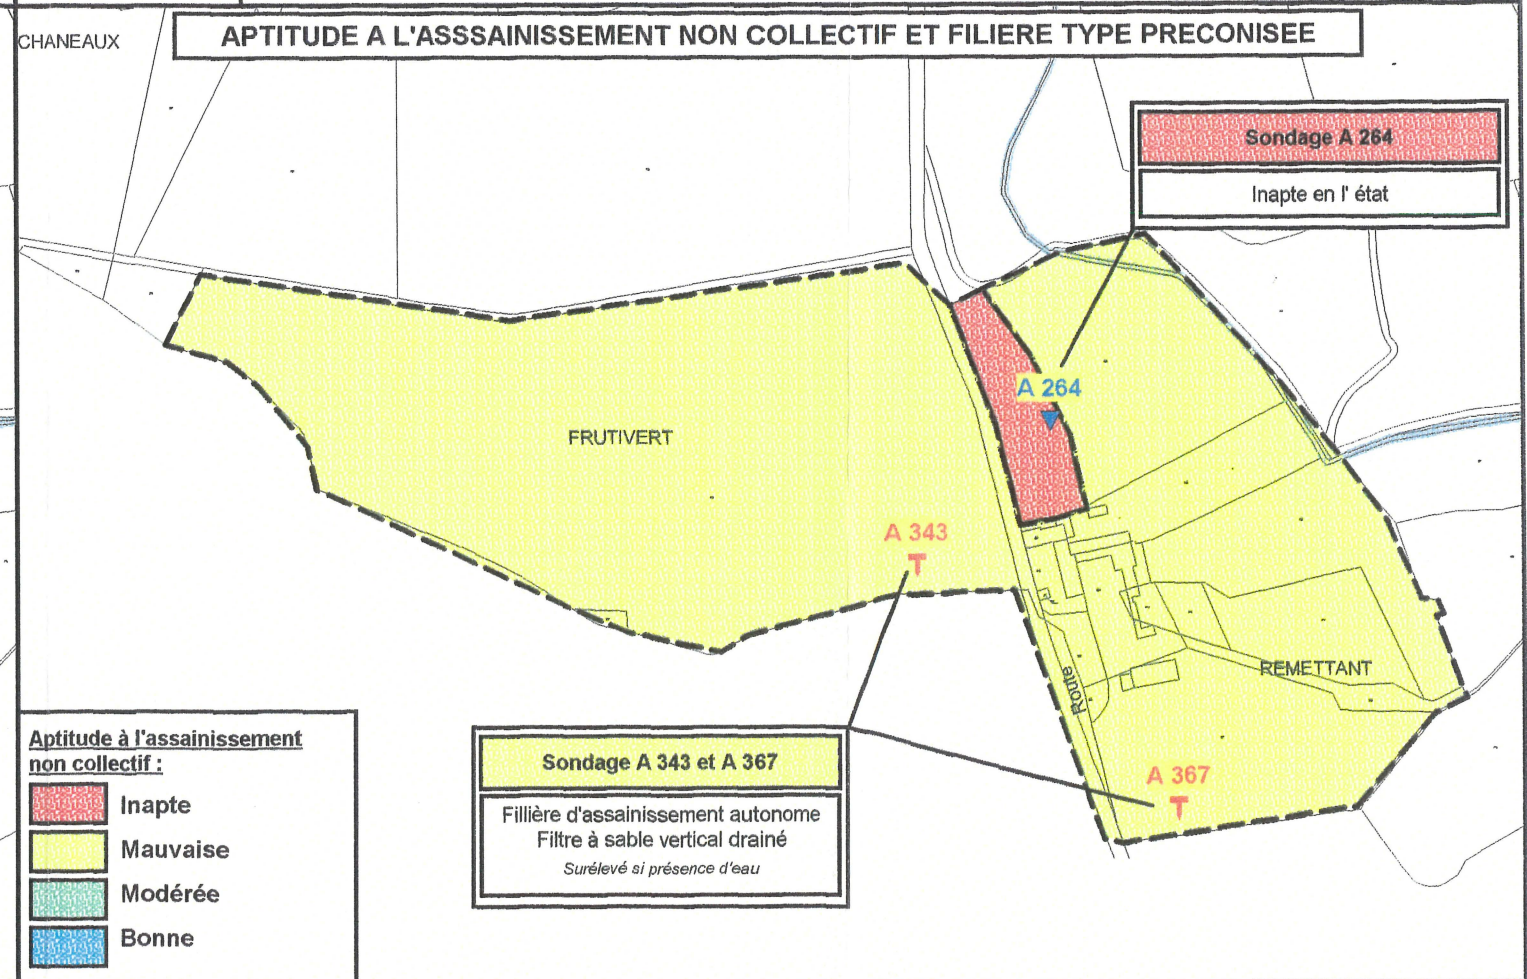 CHANEAUX
APTITUDE A L'ASSSAINISSEMENT NON COLLECTIF ET FILIERE TYPE PRECONISEE
Sondage A 264
Inapte en l' état
A 264
FRUTIVERT
A 343
REMETTANT
Route
A 367
Sondage A 343 et A 367
Fillière d'assainissement autonome
Filtre à sable vertical drainé
Surélevé si présence d'eau
Aptitude à l'assainissement
non collectif :
Inapte
Mauvaise
Modérée
Bonne